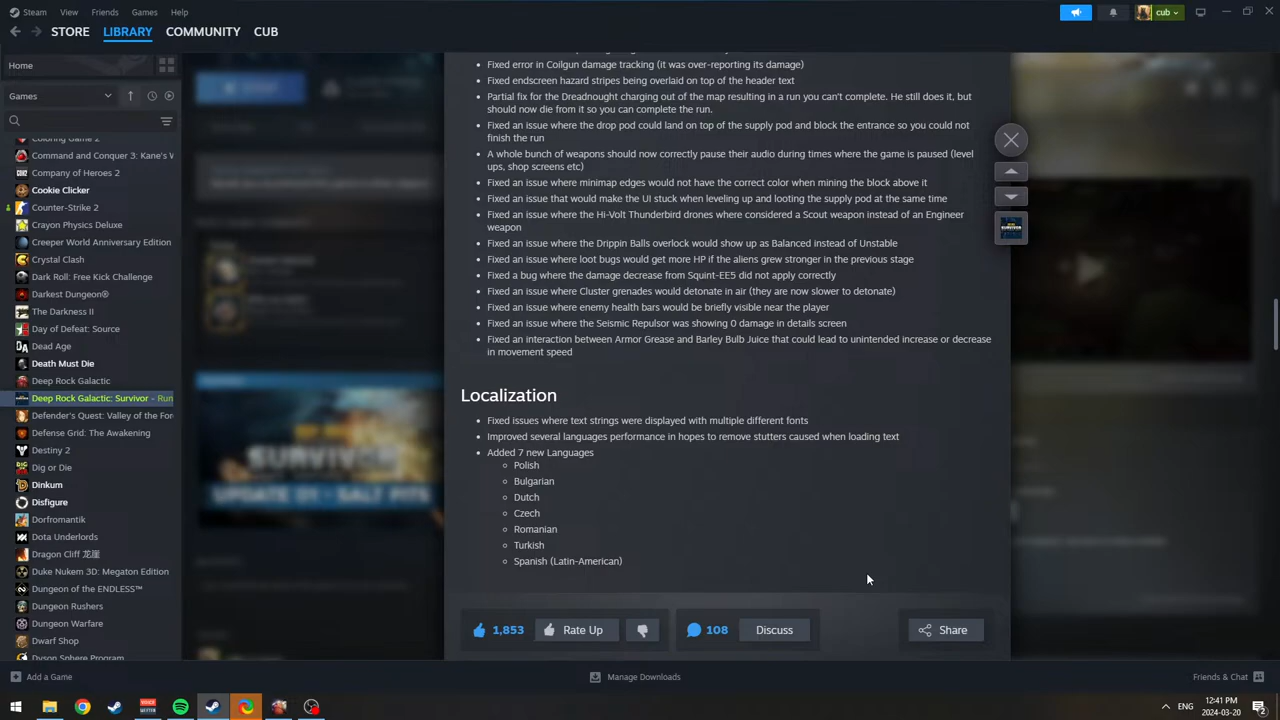 Steam View Friends Games Help
cub
STORE LIBRARY COMMUNITY CUB
Home
Games
Coloring Game 2
Command and Conquer 3: Kane's W
Company of Heroes 2
Cookie Clicker
Counter-Strike 2
Crayon Physics Deluxe
Creeper World Anniversary Edition
Crystal Clash
Dark Roll: Free Kick Challenge
Darkest Dungeon®
The Darkness II
Day of Defeat: Source
Dead Age
Death Must Die
Deep Rock Galactic
Deep Rock Galactic: Survivor - Run
Defender's Quest: Valley of the For
Defense Grid: The Awakening
Destiny 2
Dig or Die
Dinkum
Disfigure
Dorfromantik
Dota Underlords
Dragon Cliff 龙崖
Duke Nukem 3D: Megaton Edition
Dungeon of the ENDLESS™
Dungeon Rushers
Dungeon Warfare
Dwarf Shop
Dyson Sphere Program
SURVIVOR
UPDATE 01 - SALT PITS
Fixed error in Coilgun damage tracking (it was over-reporting its damage)
Fixed endscreen hazard stripes being overlaid on top of the header text
Partial fix for the Dreadnought charging out of the map resulting in a run you can't complete. He still does it, but
should now die from it so you can complete the run.
Fixed an issue where the drop pod could land on top of the supply pod and block the entrance so you could not
finish the run
A whole bunch of weapons should now correctly pause their audio during times where the game is paused (level
ups, shop screens etc)
Fixed an issue where minimap edges would not have the correct color when mining the block above it
Fixed an issue that would make the UI stuck when leveling up and looting the supply pod at the same time
Fixed an issue where the Hi-Volt Thunderbird drones where considered a Scout weapon instead of an Engineer
weapon
Fixed an issue where the Drippin Balls overlock would show up as Balanced instead of Unstable
Fixed an issue where loot bugs would get more HP if the aliens grew stronger in the previous stage
Fixed a bug where the damage decrease from Squint-EE5 did not apply correctly
Fixed an issue where Cluster grenades would detonate in air (they are now slower to detonate)
Fixed an issue where enemy health bars would be briefly visible near the player
Fixed an issue where the Seismic Repulsor was showing 0 damage in details screen
Fixed an interaction between Armor Grease and Barley Bulb Juice that could lead to unintended increase or decrease
in movement speed
Localization
Fixed issues where text strings were displayed with multiple different fonts
Improved several languages performance in hopes to remove stutters caused when loading text
Added 7 new Languages
Polish
Bulgarian
Dutch
Czech
Romanian
Turkish
Spanish (Latin-American)
1,853 Rate Up 108 Discuss Share
Add a Game Manage Downloads Friends & Chat
ENG 12:41 PM
2024-03-20
2